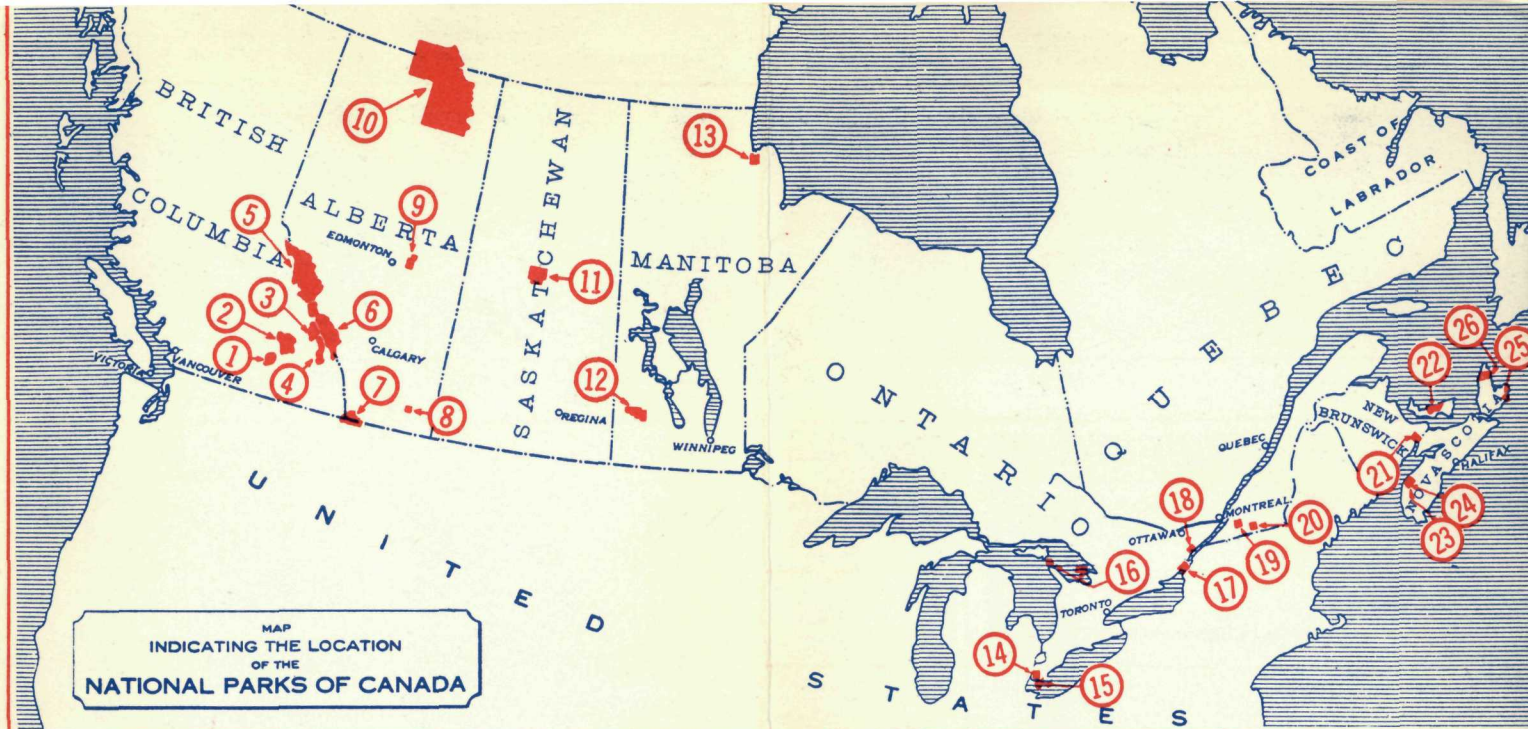 BRITISH
COLUMBIA
ALBERTA
SASKATCHEWAN
MANITOBA
ONTARIO
QUEBEC
COAST OF
LABRADOR
NEW
BRUNSWICK
NOVA SCOTIA
UNITED
STATES
VICTORIA
VANCOUVER
EDMONTON
CALGARY
REGINA
WINNIPEG
TORONTO
OTTAWA
MONTREAL
QUEBEC
HALIFAX
1
2
3
4
5
6
7
8
9
10
11
12
13
14
15
16
17
18
19
20
21
22
23
24
25
26
MAP
INDICATING THE LOCATION
OF THE
NATIONAL PARKS OF CANADA